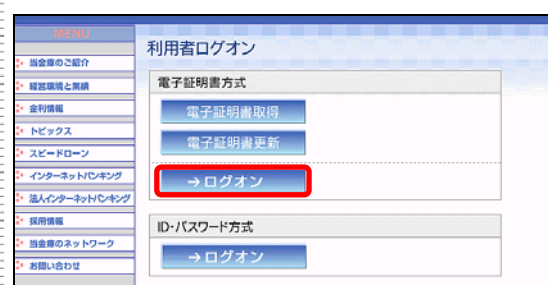 MENU
当金庫のご紹介
経営環境と業績
金利情報
トピックス
スピードローン
インターネットバンキング
法人インターネットバンキング
採用情報
当金庫のネットワーク
お問い合わせ
利用者ログオン
電子証明書方式
電子証明書取得
電子証明書更新
→ログオン
ID・パスワード方式
→ログオン